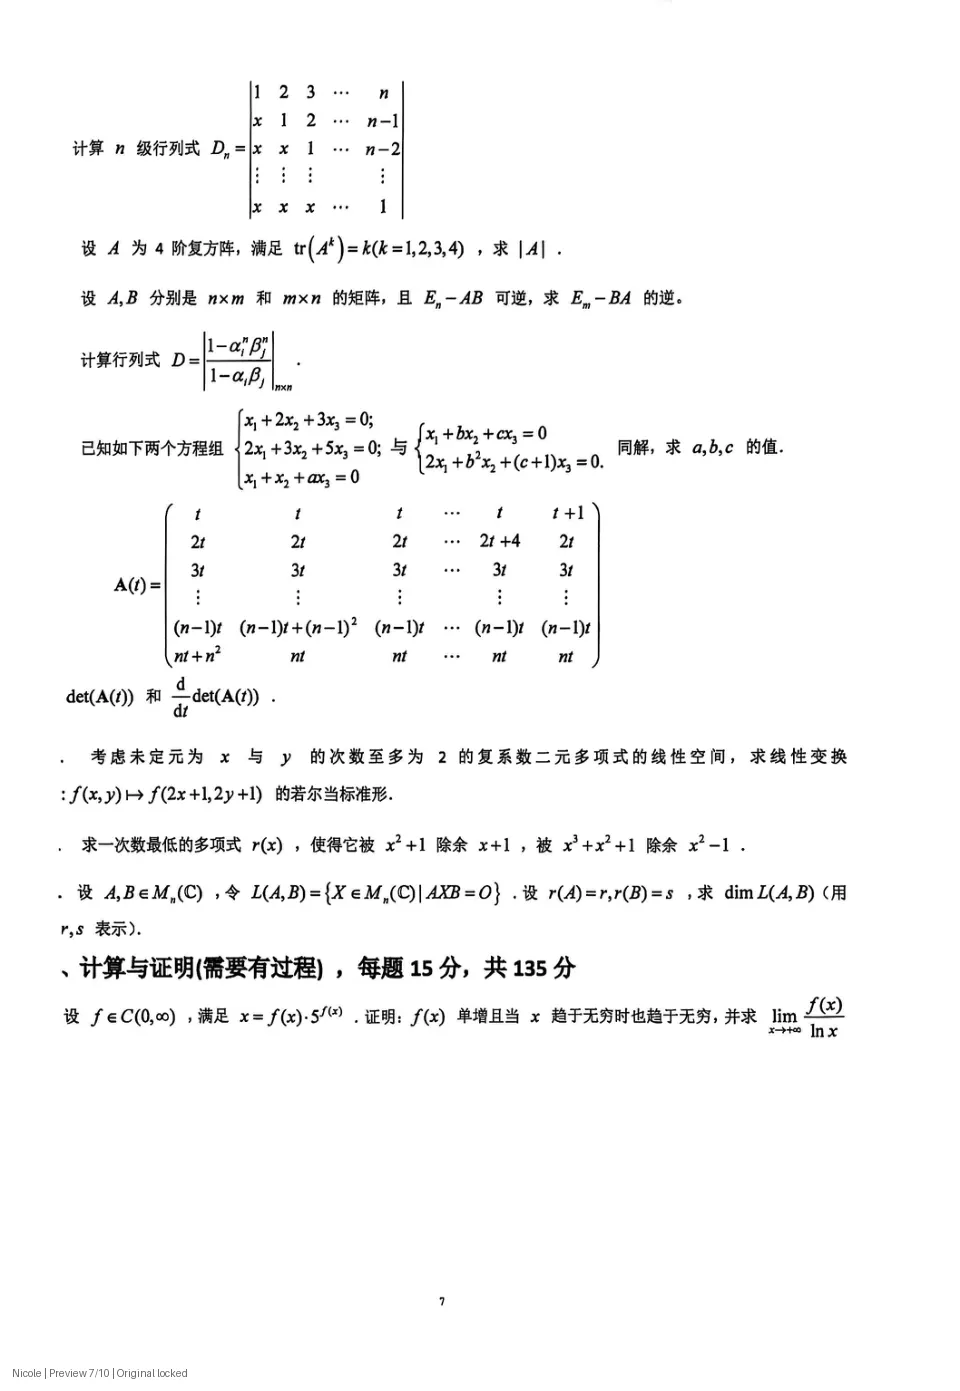 计算 n 级行列式 D_n = | 1 2 3 ⋯ n |
| x 1 2 ⋯ n−1 |
| x x 1 ⋯ n−2 |
| ⋮ ⋮ ⋮ ⋮ |
| x x x ⋯ 1 |
设 A 为 4 阶复方阵，满足 tr(A^k)=k(k=1,2,3,4) ，求 |A| .
设 A,B 分别是 n×m 和 m×n 的矩阵，且 E_n−AB 可逆，求 E_m−BA 的逆。
计算行列式 D=|(1−α_i^n β_j^n)/(1−α_i β_j)|_{n×n} .
已知如下两个方程组 {x_1+2x_2+3x_3=0; 2x_1+3x_2+5x_3=0; x_1+x_2+ax_3=0 与 {x_1+bx_2+cx_3=0 2x_1+b^2x_2+(c+1)x_3=0. 同解，求 a,b,c 的值.
A(t)= ( t t t ⋯ t t+1 )
( 2t 2t 2t ⋯ 2t+4 2t )
( 3t 3t 3t ⋯ 3t 3t )
( ⋮ ⋮ ⋮ ⋮ ⋮ )
( (n−1)t (n−1)t+(n−1)^2 (n−1)t ⋯ (n−1)t (n−1)t )
( nt+n^2 nt nt ⋯ nt nt )
det(A(t)) 和 d/dt det(A(t)) .
. 考虑未定元为 x 与 y 的次数至多为 2 的复系数二元多项式的线性空间，求线性变换
:f(x,y)↦f(2x+1,2y+1) 的若尔当标准形.
. 求一次数最低的多项式 r(x) ，使得它被 x^2+1 除余 x+1 ，被 x^3+x^2+1 除余 x^2−1 .
. 设 A,B∈M_n(ℂ) ,令 L(A,B)={X∈M_n(ℂ)|AXB=O} .设 r(A)=r,r(B)=s ,求 dim L(A,B)（用
r,s 表示).
、计算与证明(需要有过程) ，每题 15 分，共 135 分
设 f∈C(0,∞) ,满足 x=f(x)·5^{f(x)} .证明: f(x) 单增且当 x 趋于无穷时也趋于无穷，并求 lim_{x→+∞} f(x)/ln x
7
Nicole | Preview 7/10 | Original locked